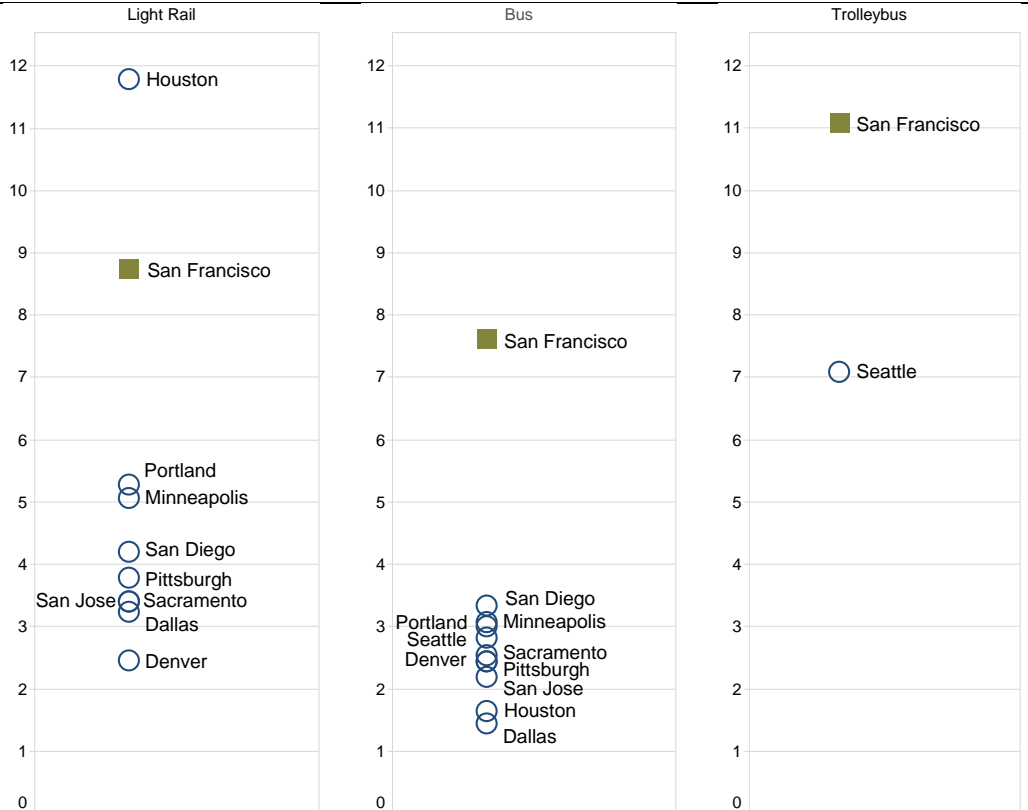 Light Rail
12
11
10
9
8
7
6
5
4
3
2
1
0
Houston
San Francisco
Portland
Minneapolis
San Diego
Pittsburgh
San Jose
Sacramento
Dallas
Denver
Bus
12
11
10
9
8
7
6
5
4
3
2
1
0
San Francisco
San Diego
Portland
Minneapolis
Seattle
Sacramento
Denver
Pittsburgh
San Jose
Houston
Dallas
Trolleybus
12
11
10
9
8
7
6
5
4
3
2
1
0
San Francisco
Seattle